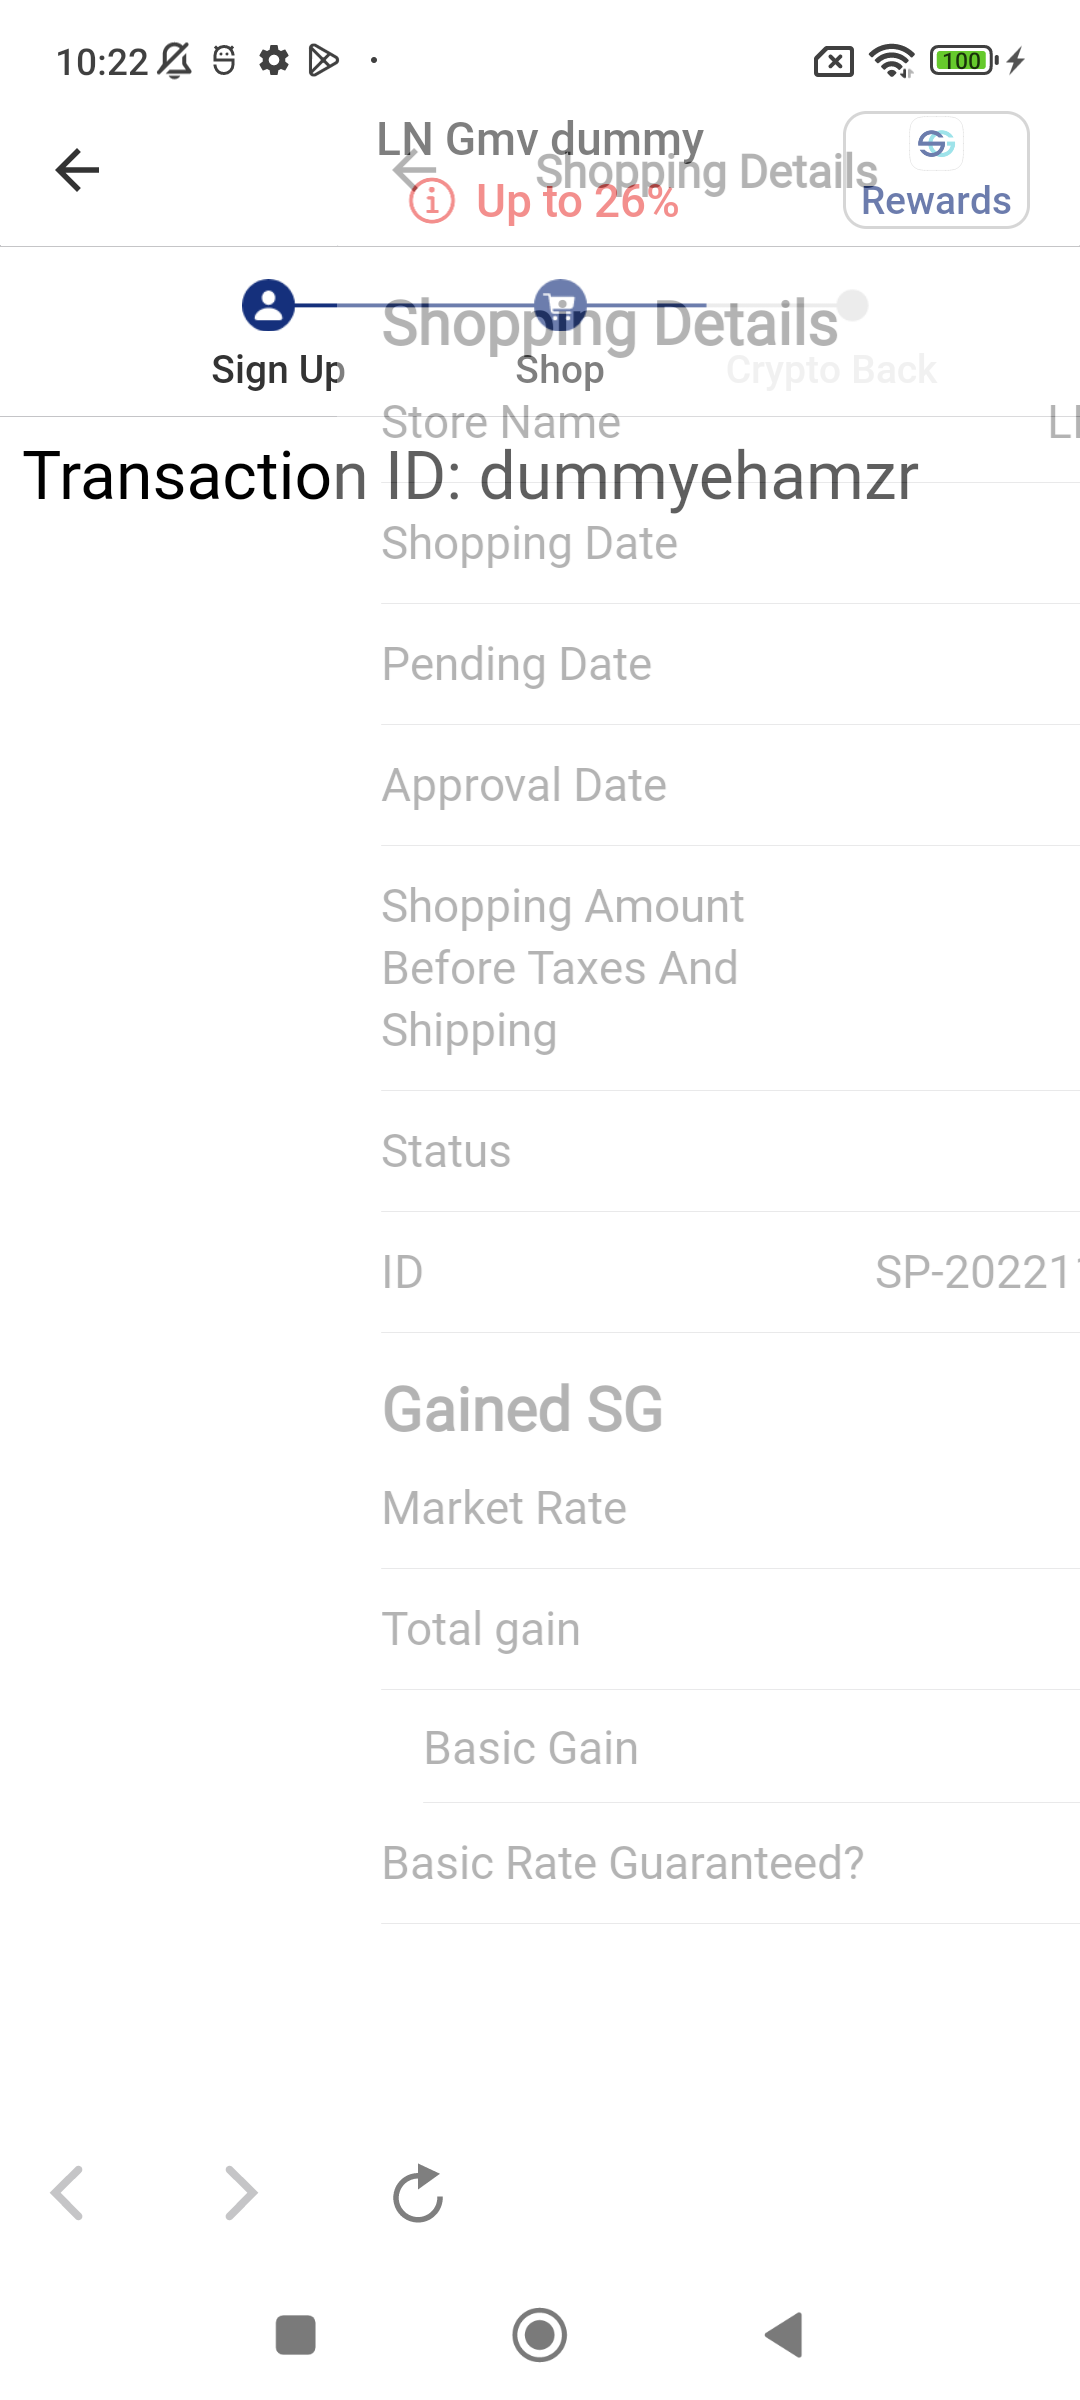 10:22
100
LN Gmv dummy
Shopping Details
Up to 26%
Rewards
Shopping Details
Sign Up
Shop
Crypto Back
Store Name
Transaction ID: dummyehamzr
Shopping Date
Pending Date
Approval Date
Shopping Amount
Before Taxes And
Shipping
Status
ID SP-20221
Gained SG
Market Rate
Total gain
Basic Gain
Basic Rate Guaranteed?